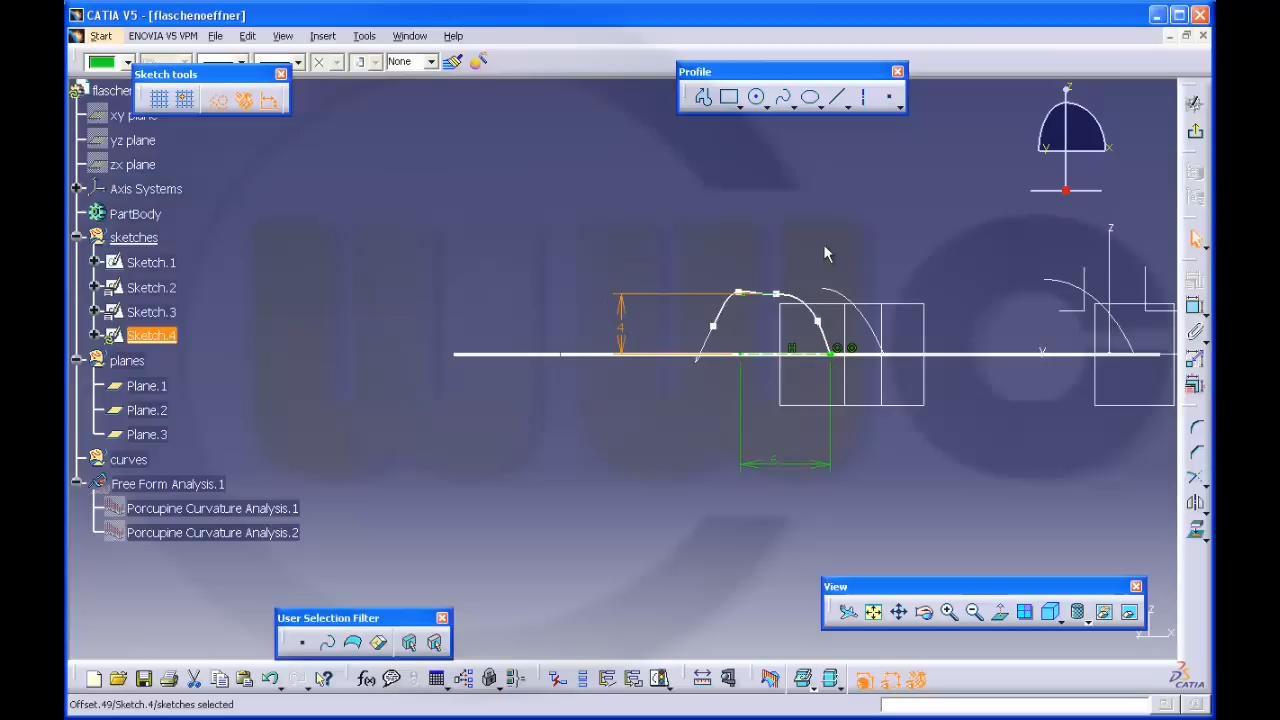 CATIA V5 - [flaschenoeffner]
Start ENOVIA V5 VPM File Edit View Insert Tools Window Help
None
Sketch tools
Profile
flascher
xy plane
yz plane
zx plane
Axis Systems
PartBody
sketches
Sketch.1
Sketch.2
Sketch.3
Sketch.4
planes
Plane.1
Plane.2
Plane.3
curves
Free Form Analysis.1
Porcupine Curvature Analysis.1
Porcupine Curvature Analysis.2
z
y
x
z
y
4
H
View
User Selection Filter
z
x
f(x)
CATIA
Offset.49/Sketch.4/sketches selected